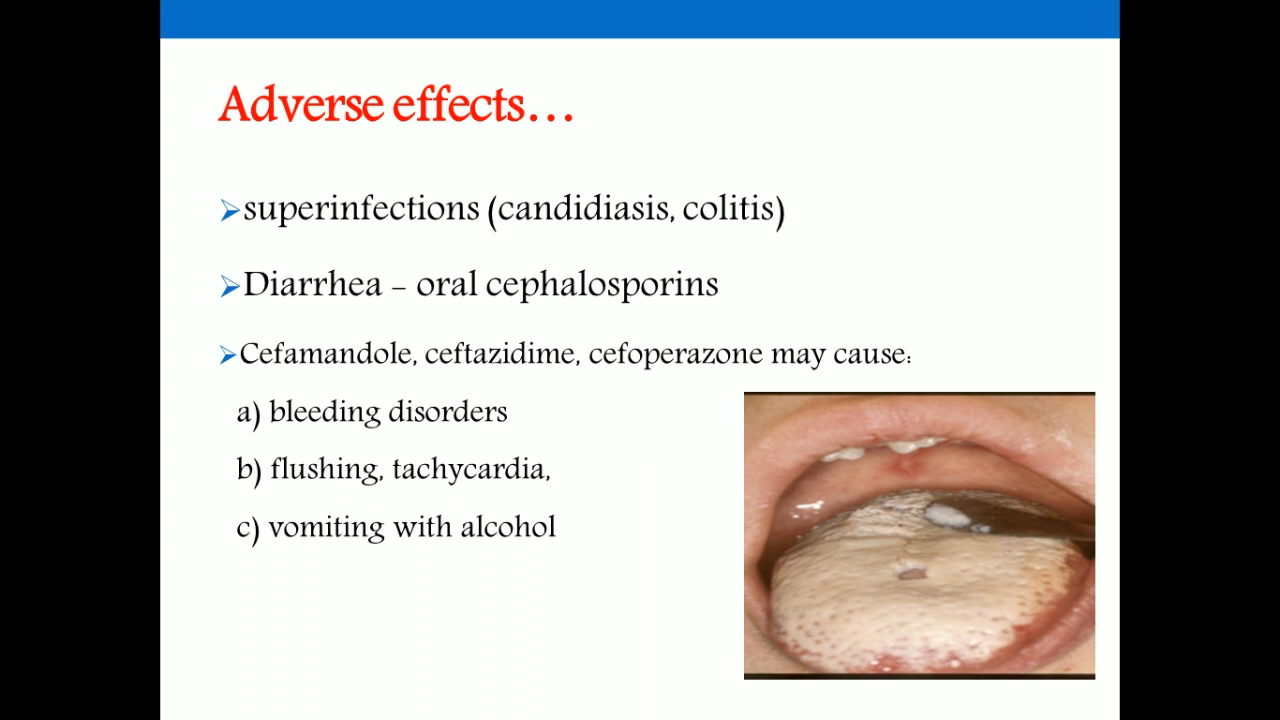 Adverse effects...
➢superinfections (candidiasis, colitis)
➢Diarrhea – oral cephalosporins
➢Cefamandole, ceftazidime, cefoperazone may cause:
a) bleeding disorders
b) flushing, tachycardia,
c) vomiting with alcohol